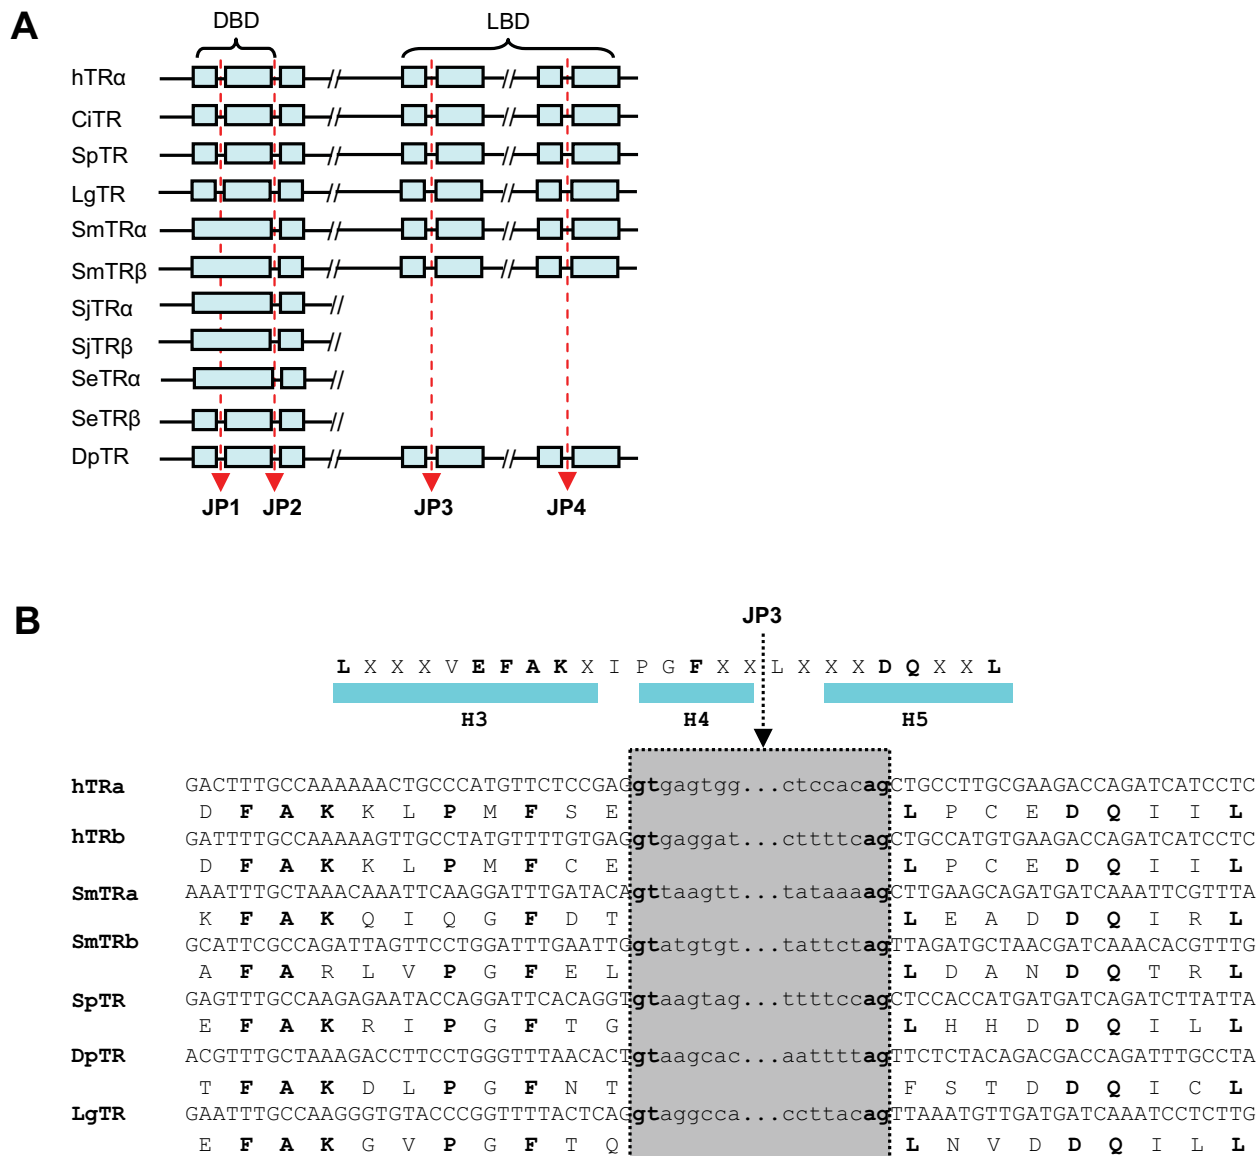 A
DBD LBD
hTRα // //
CiTR // //
SpTR // //
LgTR // //
SmTRα // //
SmTRβ // //
SjTRα //
SjTRβ //
SeTRα //
SeTRβ //
DpTR // //
JP1 JP2 JP3 JP4
B
JP3
L X X X V E F A K X I P G F X X L X X X D Q X X L
H3 H4 H5
hTRa GACTTTGCCAAAAAACTGCCCATGTTCTCCGAGgtgagtgg...ctccacagCTGCCTTGCGAAGACCAGATCATCCTC
D F A K K L P M F S E L P C E D Q I I L
hTRb GATTTTGCCAAAAAGTTGCCTATGTTTTGTGAGgtgaggat...cttttcagCTGCCATGTGAAGACCAGATCATCCTC
D F A K K L P M F C E L P C E D Q I I L
SmTRa AAATTTGCTAAACAAATTCAAGGATTTGATACAgttaagtt...tataaaagCTTGAAGCAGATGATCAAATTCGTTTA
K F A K Q I Q G F D T L E A D D Q I R L
SmTRb GCATTCGCCAGATTAGTTCCTGGATTTGAATTGgtatgtgt...tattctagTTAGATGCTAACGATCAAACACGTTTG
A F A R L V P G F E L L D A N D Q T R L
SpTR GAGTTTGCCAAGAGAATACCAGGATTCACAGGTgtaagtag...ttttccagCTCCACCATGATGATCAGATCTTATTA
E F A K R I P G F T G L H H D D Q I L L
DpTR ACGTTTGCTAAAGACCTTCCTGGGTTTAACACTgtaagcac...aattttagTTCTCTACAGACGACCAGATTTGCCTA
T F A K D L P G F N T F S T D D Q I C L
LgTR GAATTTGCCAAGGGTGTACCCGGTTTTACTCAGgtaggcca...ccttacagTTAAATGTTGATGATCAAATCCTCTTG
E F A K G V P G F T Q L N V D D Q I L L